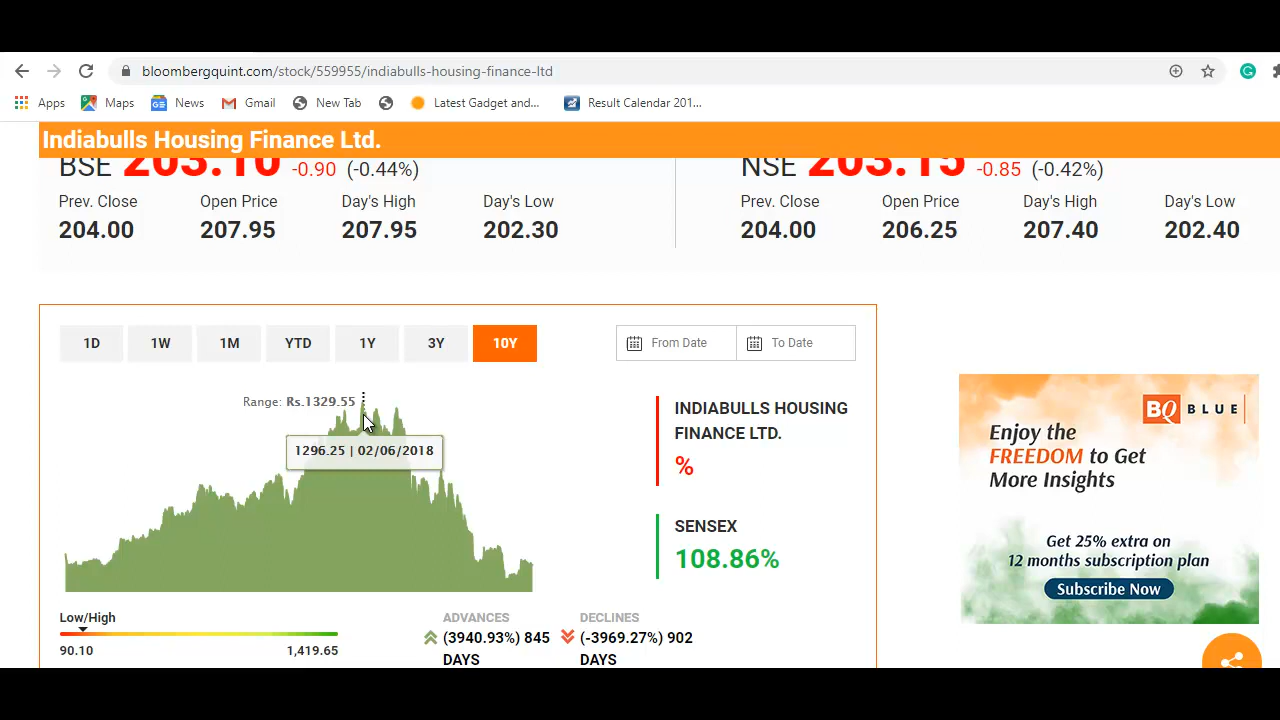 bloombergquint.com/stock/559955/indiabulls-housing-finance-ltd
Apps Maps News Gmail New Tab Latest Gadget and... Result Calendar 201...
Indiabulls Housing Finance Ltd.
BSE 203.10 -0.90 (-0.44%)
Prev. Close Open Price Day's High Day's Low
204.00 207.95 207.95 202.30
NSE 203.15 -0.85 (-0.42%)
Prev. Close Open Price Day's High Day's Low
204.00 206.25 207.40 202.40
1D 1W 1M YTD 1Y 3Y 10Y
From Date To Date
Range: Rs.1329.55
1296.25 | 02/06/2018
INDIABULLS HOUSING
FINANCE LTD.
%
SENSEX
108.86%
Low/High
90.10 1,419.65
ADVANCES
(3940.93%) 845
DAYS
DECLINES
(-3969.27%) 902
DAYS
BQ BLUE
Enjoy the
FREEDOM to Get
More Insights
Get 25% extra on
12 months subscription plan
Subscribe Now